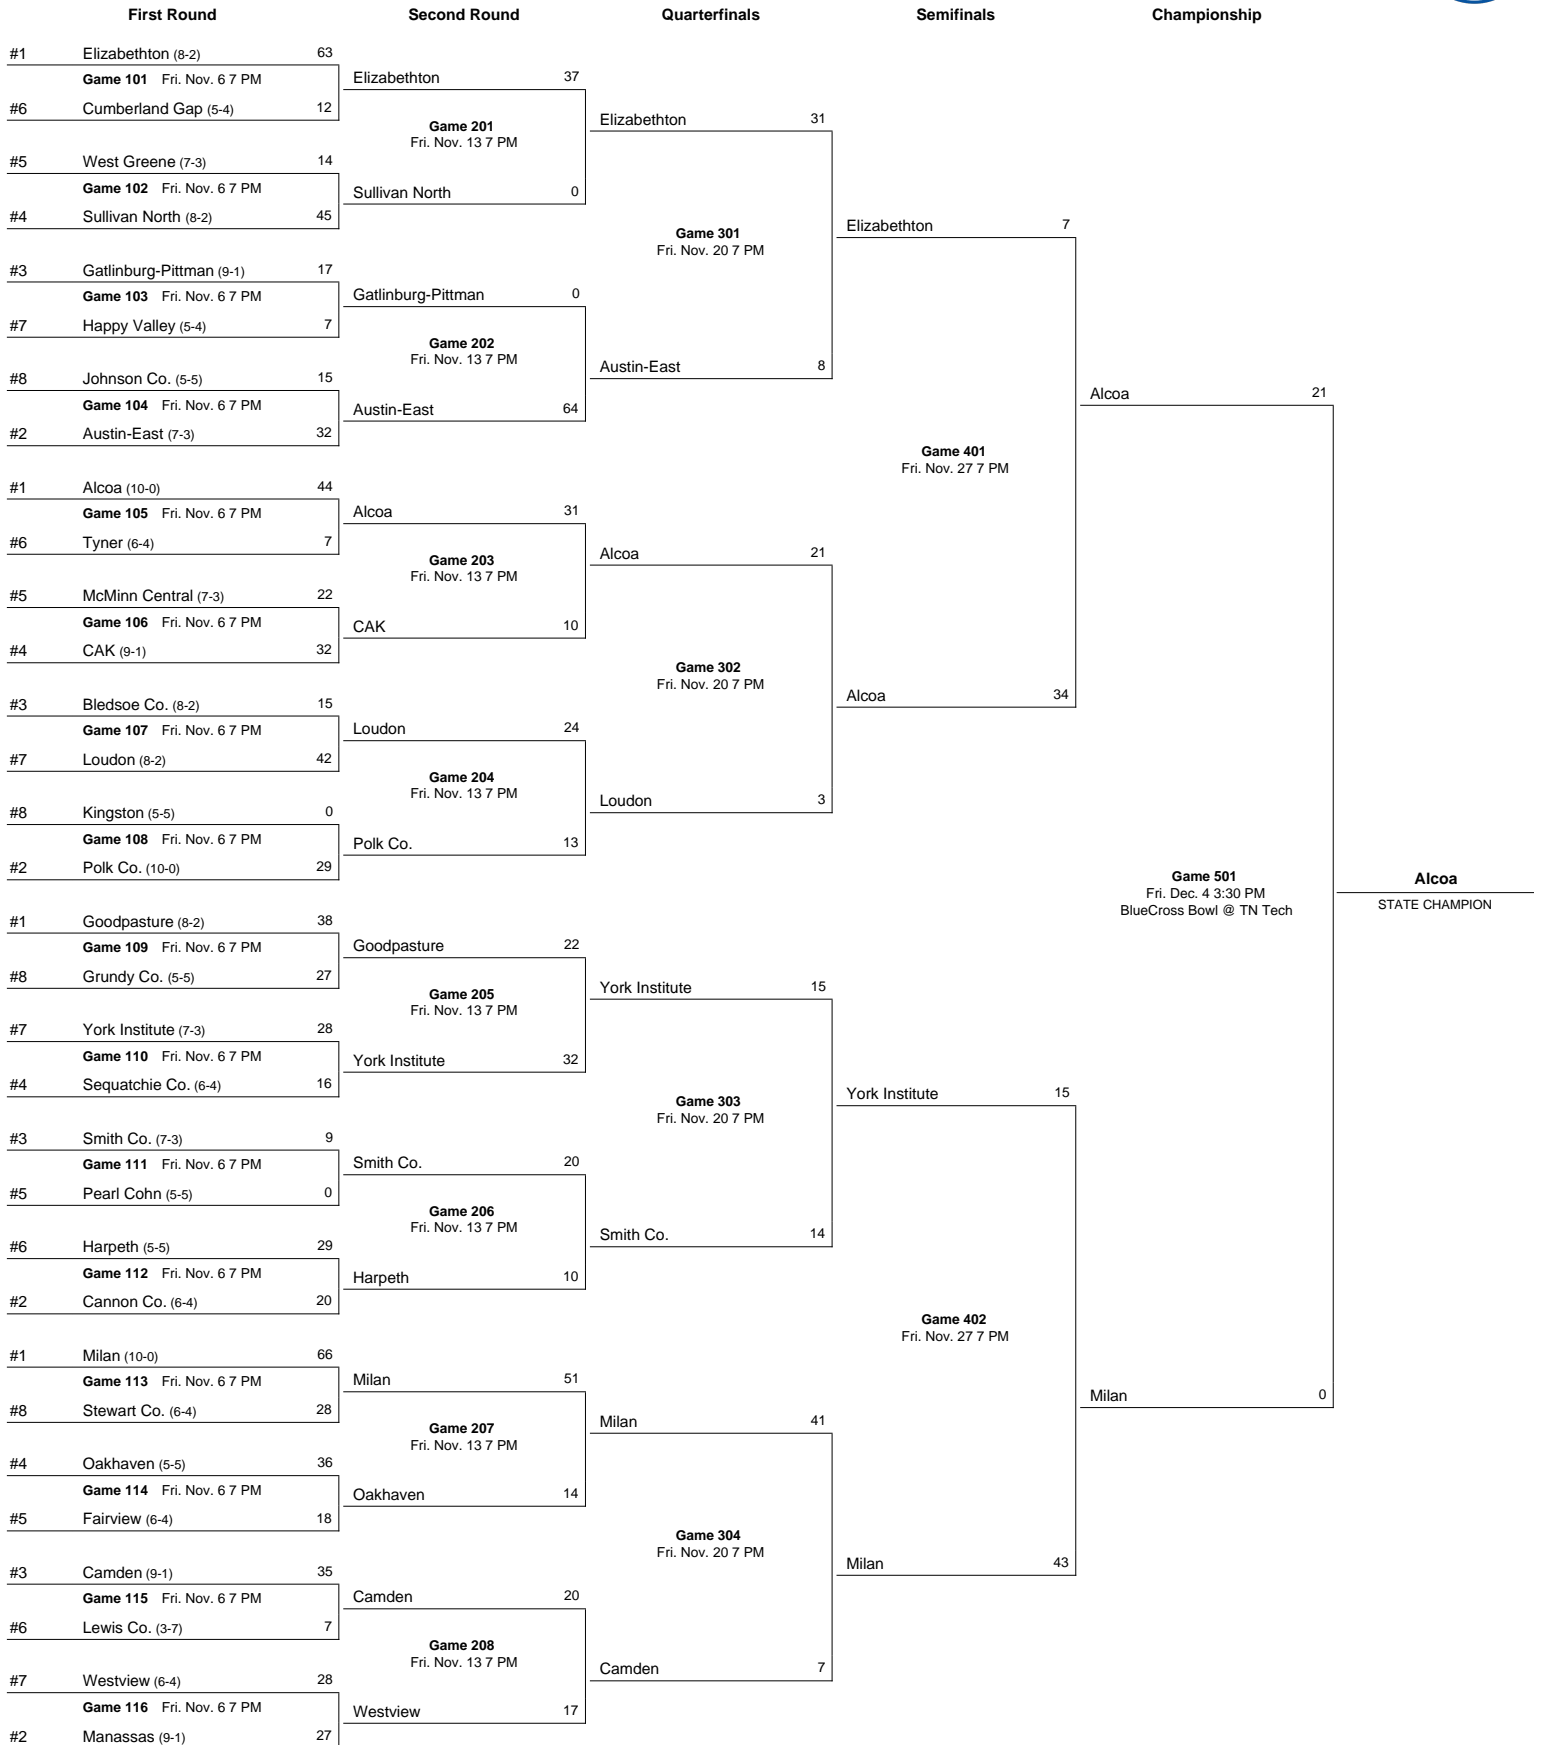 First Round Second Round Quarterfinals Semifinals Championship
#1 Elizabethton (8-2) 63
Game 101 Fri. Nov. 6 7 PM
#6 Cumberland Gap (5-4) 12
#5 West Greene (7-3) 14
Game 102 Fri. Nov. 6 7 PM
#4 Sullivan North (8-2) 45
#3 Gatlinburg-Pittman (9-1) 17
Game 103 Fri. Nov. 6 7 PM
#7 Happy Valley (5-4) 7
#8 Johnson Co. (5-5) 15
Game 104 Fri. Nov. 6 7 PM
#2 Austin-East (7-3) 32
#1 Alcoa (10-0) 44
Game 105 Fri. Nov. 6 7 PM
#6 Tyner (6-4) 7
#5 McMinn Central (7-3) 22
Game 106 Fri. Nov. 6 7 PM
#4 CAK (9-1) 32
#3 Bledsoe Co. (8-2) 15
Game 107 Fri. Nov. 6 7 PM
#7 Loudon (8-2) 42
#8 Kingston (5-5) 0
Game 108 Fri. Nov. 6 7 PM
#2 Polk Co. (10-0) 29
#1 Goodpasture (8-2) 38
Game 109 Fri. Nov. 6 7 PM
#8 Grundy Co. (5-5) 27
#7 York Institute (7-3) 28
Game 110 Fri. Nov. 6 7 PM
#4 Sequatchie Co. (6-4) 16
#3 Smith Co. (7-3) 9
Game 111 Fri. Nov. 6 7 PM
#5 Pearl Cohn (5-5) 0
#6 Harpeth (5-5) 29
Game 112 Fri. Nov. 6 7 PM
#2 Cannon Co. (6-4) 20
#1 Milan (10-0) 66
Game 113 Fri. Nov. 6 7 PM
#8 Stewart Co. (6-4) 28
#4 Oakhaven (5-5) 36
Game 114 Fri. Nov. 6 7 PM
#5 Fairview (6-4) 18
#3 Camden (9-1) 35
Game 115 Fri. Nov. 6 7 PM
#6 Lewis Co. (3-7) 7
#7 Westview (6-4) 28
Game 116 Fri. Nov. 6 7 PM
#2 Manassas (9-1) 27
Elizabethton 37
Game 201
Fri. Nov. 13 7 PM
Sullivan North 0
Gatlinburg-Pittman 0
Game 202
Fri. Nov. 13 7 PM
Austin-East 64
Alcoa 31
Game 203
Fri. Nov. 13 7 PM
CAK 10
Loudon 24
Game 204
Fri. Nov. 13 7 PM
Polk Co. 13
Goodpasture 22
Game 205
Fri. Nov. 13 7 PM
York Institute 32
Smith Co. 20
Game 206
Fri. Nov. 13 7 PM
Harpeth 10
Milan 51
Game 207
Fri. Nov. 13 7 PM
Oakhaven 14
Camden 20
Game 208
Fri. Nov. 13 7 PM
Westview 17
Elizabethton 31
Game 301
Fri. Nov. 20 7 PM
Austin-East 8
Alcoa 21
Game 302
Fri. Nov. 20 7 PM
Loudon 3
York Institute 15
Game 303
Fri. Nov. 20 7 PM
Smith Co. 14
Milan 41
Game 304
Fri. Nov. 20 7 PM
Camden 7
Elizabethton 7
Game 401
Fri. Nov. 27 7 PM
Alcoa 34
York Institute 15
Game 402
Fri. Nov. 27 7 PM
Milan 43
Alcoa 21
Game 501
Fri. Dec. 4 3:30 PM
BlueCross Bowl @ TN Tech
Milan 0
Alcoa
STATE CHAMPION